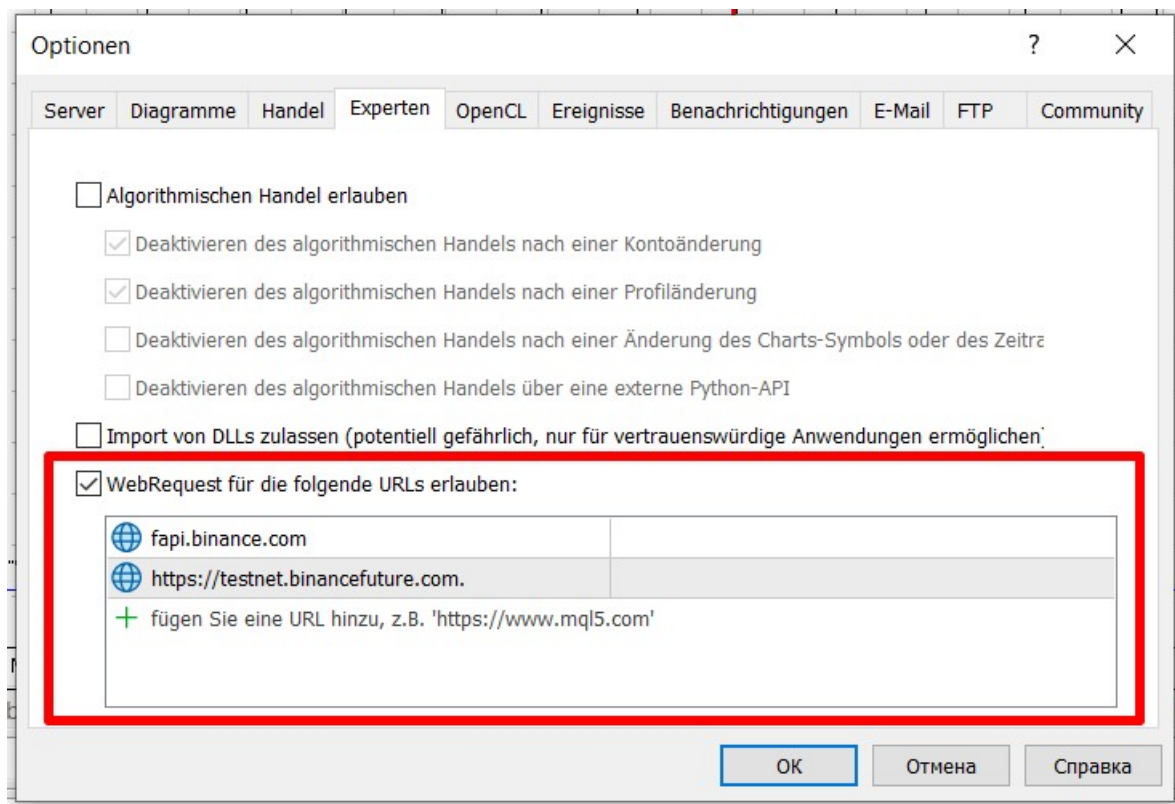 Optionen ?
Server Diagramme Handel Experten OpenCL Ereignisse Benachrichtigungen E-Mail FTP Community
Algorithmischen Handel erlauben
Deaktivieren des algorithmischen Handels nach einer Kontoänderung
Deaktivieren des algorithmischen Handels nach einer Profiländerung
Deaktivieren des algorithmischen Handels nach einer Änderung des Charts-Symbols oder des Zeitra
Deaktivieren des algorithmischen Handels über eine externe Python-API
Import von DLLs zulassen (potentiell gefährlich, nur für vertrauenswürdige Anwendungen ermöglichen)
WebRequest für die folgende URLs erlauben:
fapi.binance.com
https://testnet.binancefuture.com.
fügen Sie eine URL hinzu, z.B. 'https://www.mql5.com'
ОК Отмена Справка